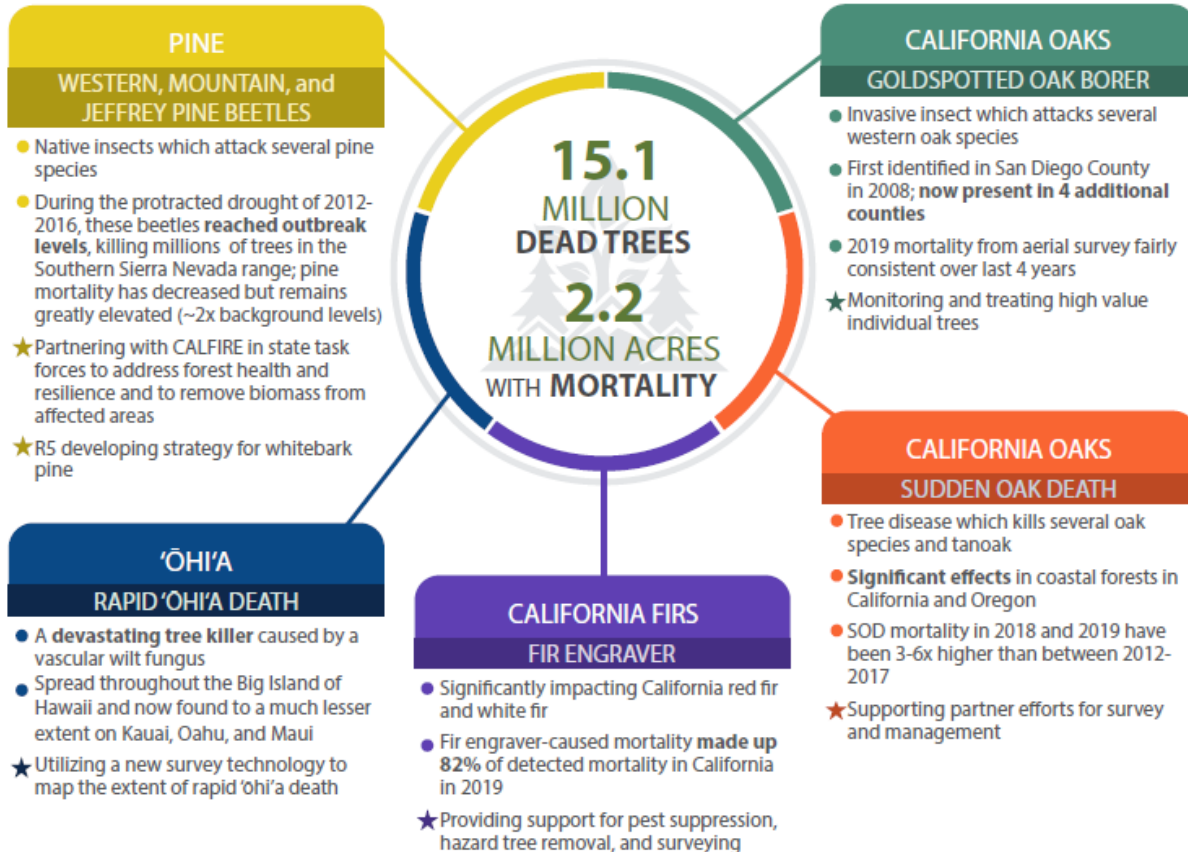 PINE
WESTERN, MOUNTAIN, and
JEFFREY PINE BEETLES
Native insects which attack several pine
species
During the protracted drought of 2012-
2016, these beetles reached outbreak
levels, killing millions of trees in the
Southern Sierra Nevada range; pine
mortality has decreased but remains
greatly elevated (~2x background levels)
Partnering with CALFIRE in state task
forces to address forest health and
resilience and to remove biomass from
affected areas
R5 developing strategy for whitebark
pine
15.1
MILLION
DEAD TREES
2.2
MILLION ACRES
WITH MORTALITY
CALIFORNIA OAKS
GOLDSPOTTED OAK BORER
Invasive insect which attacks several
western oak species
First identified in San Diego County
in 2008; now present in 4 additional
counties
2019 mortality from aerial survey fairly
consistent over last 4 years
Monitoring and treating high value
individual trees
CALIFORNIA OAKS
SUDDEN OAK DEATH
Tree disease which kills several oak
species and tanoak
Significant effects in coastal forests in
California and Oregon
SOD mortality in 2018 and 2019 have
been 3-6x higher than between 2012-
2017
Supporting partner efforts for survey
and management
‘ŌHI‘A
RAPID ‘ŌHI‘A DEATH
A devastating tree killer caused by a
vascular wilt fungus
Spread throughout the Big Island of
Hawaii and now found to a much lesser
extent on Kauai, Oahu, and Maui
Utilizing a new survey technology to
map the extent of rapid ‘ōhi‘a death
CALIFORNIA FIRS
FIR ENGRAVER
Significantly impacting California red fir
and white fir
Fir engraver-caused mortality made up
82% of detected mortality in California
in 2019
Providing support for pest suppression,
hazard tree removal, and surveying